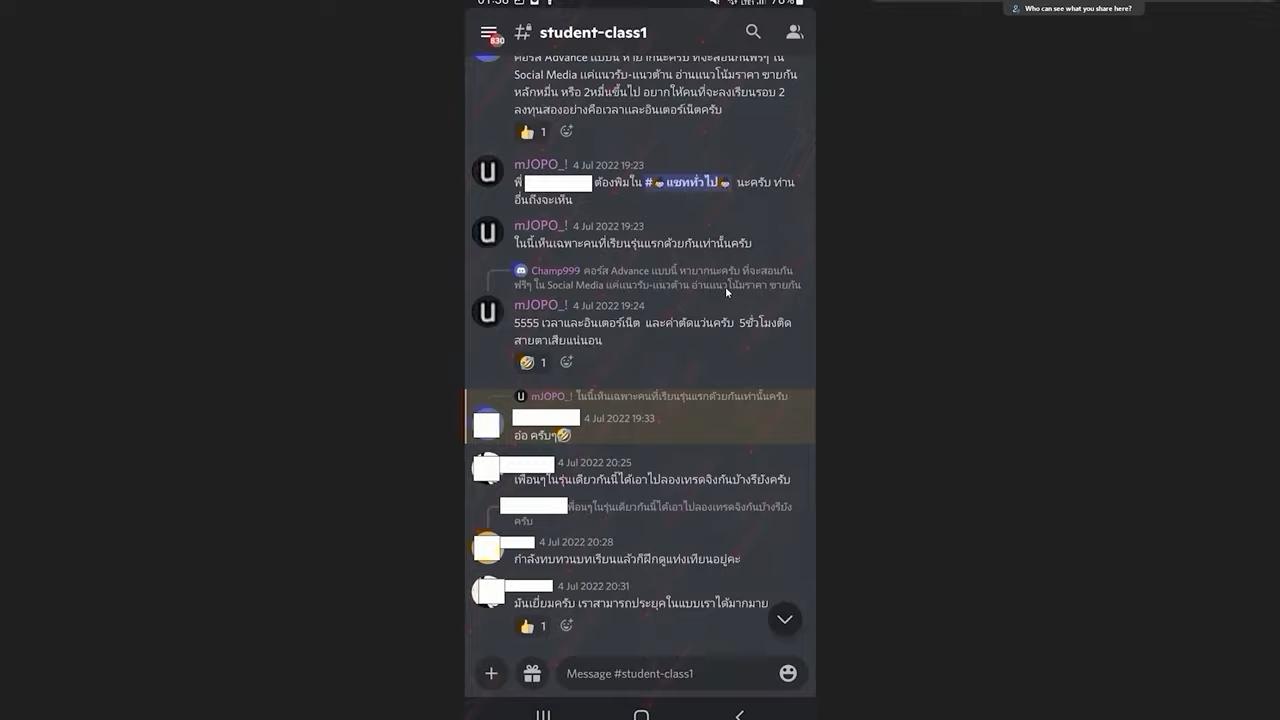 Who can see what you share here?
01:38
78%
830
# student-class1
คอร์ส Advance แบบนี้ หายากนะครับ ที่จะสอนกันฟรีๆ ใน
Social Media แค่แนวรับ-แนวต้าน อ่านแนวโน้มราคา ขายกัน
หลักหมื่น หรือ 2หมื่นขึ้นไป อยากให้คนที่จะลงเรียนรอบ 2
ลงทุนสองอย่างคือเวลาและอินเตอร์เน็ตครับ
1
mJOPO_! 4 Jul 2022 19:23
พี่ ต้องพิมใน #แชททั่วไป นะครับ ท่าน
อื่นถึงจะเห็น
mJOPO_! 4 Jul 2022 19:23
ในนี้เห็นเฉพาะคนที่เรียนรุ่นแรกด้วยกันเท่านั้นครับ
Champ999 คอร์ส Advance แบบนี้ หายากนะครับ ที่จะสอนกัน
ฟรีๆ ใน Social Media แค่แนวรับ-แนวต้าน อ่านแนวโน้มราคา ขายกัน
mJOPO_! 4 Jul 2022 19:24
5555 เวลาและอินเตอร์เน็ต และค่าตัดแว่นครับ 5ชั่วโมงติด
สายตาเสียแน่นอน
1
mJOPO_! ในนี้เห็นเฉพาะคนที่เรียนรุ่นแรกด้วยกันเท่านั้นครับ
4 Jul 2022 19:33
อ๋อ ครับๆ
4 Jul 2022 20:25
เพื่อนๆในรุ่นเดียวกันนี้ได้เอาไปลองเทรดจิงกันบ้างรึยังครับ
พื่อนๆในรุ่นเดียวกันนี้ได้เอาไปลองเทรดจิงกันบ้างรึยัง
ครับ
4 Jul 2022 20:28
กำลังทบทวนบทเรียนแล้วก็ฝึกดูแท่งเทียนอยู่คะ
4 Jul 2022 20:31
มันเยี่ยมครับ เราสามารถประยุคในแบบเราได้มากมาย
1
Message #student-class1